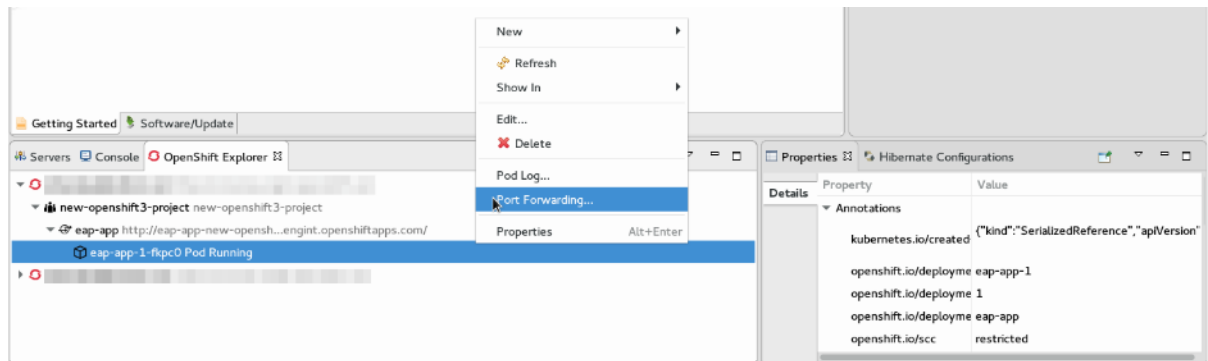 New
Refresh
Show In
Edit...
Delete
Pod Log...
Port Forwarding...
Properties Alt+Enter
Getting Started Software/Update
Servers Console OpenShift Explorer
new-openshift3-project new-openshift3-project
eap-app http://eap-app-new-opensh...engint.openshiftapps.com/
eap-app-1-fkpc0 Pod Running
Properties Hibernate Configurations
Details
Property Value
Annotations
kubernetes.io/created {"kind":"SerializedReference","apiVersion"
openshift.io/deployme eap-app-1
openshift.io/deployme 1
openshift.io/deployme eap-app
openshift.io/scc restricted